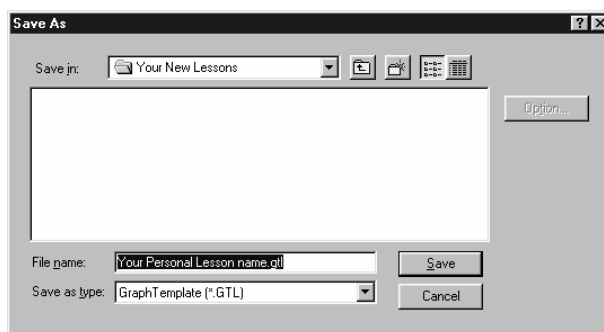 Save As
Save in: Your New Lessons
Option...
File name: Your Personal Lesson name.gtl Save
Save as type: GraphTemplate (*.GTL) Cancel